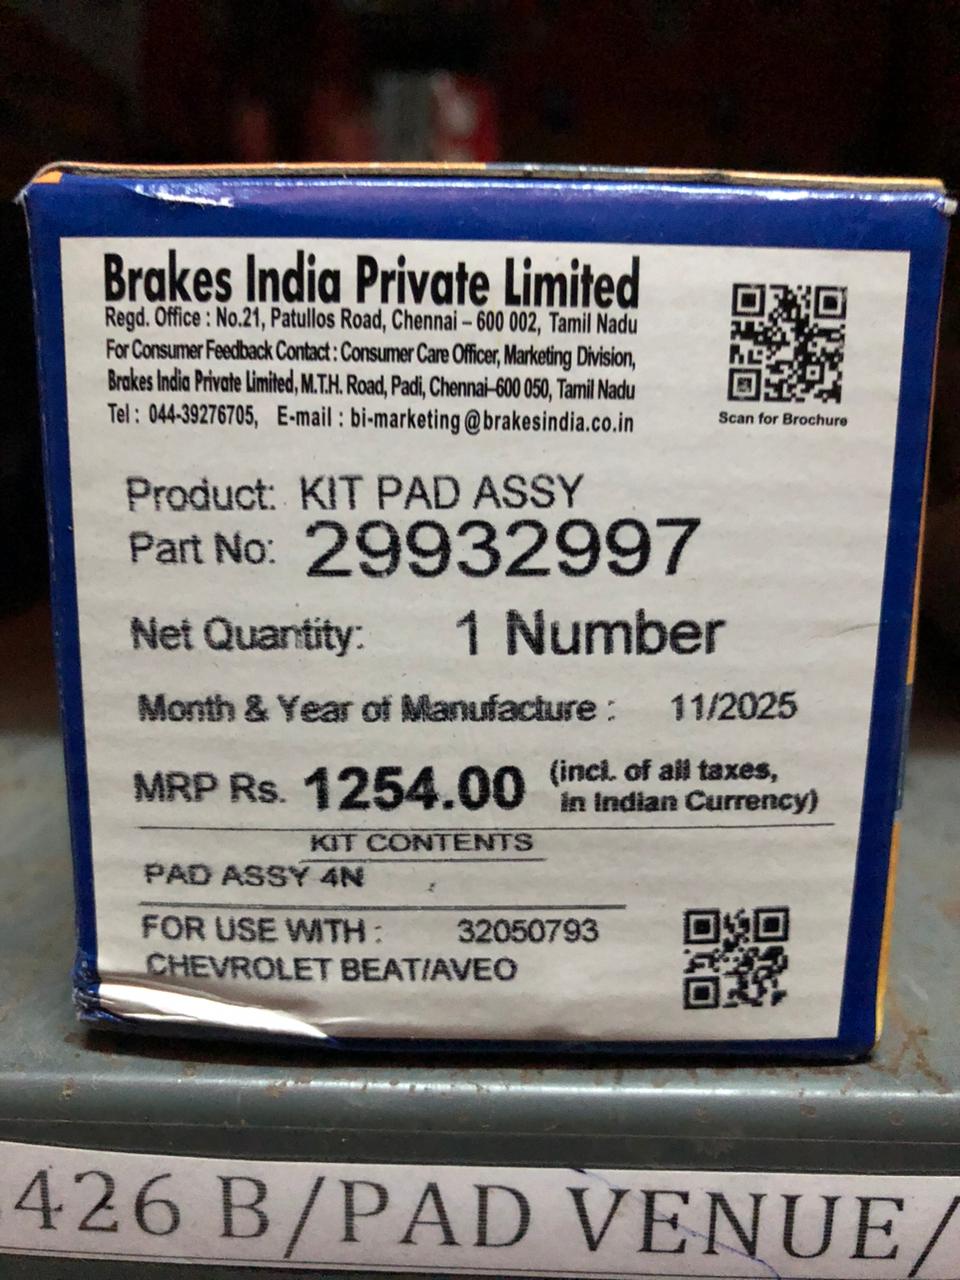 Brakes India Private Limited
Regd. Office : No.21, Patullos Road, Chennai – 600 002, Tamil Nadu
For Consumer Feedback Contact : Consumer Care Officer, Marketing Division,
Brakes India Private Limited, M.T.H. Road, Padi, Chennai–600 050, Tamil Nadu
Tel : 044-39276705, E-mail : bi-marketing@brakesindia.co.in
Scan for Brochure
Product: KIT PAD ASSY
Part No: 29932997
Net Quantity: 1 Number
Month & Year of Manufacture : 11/2025
MRP Rs. 1254.00 (incl. of all taxes,
in Indian Currency)
KIT CONTENTS
PAD ASSY 4N
FOR USE WITH : 32050793
CHEVROLET BEAT/AVEO
426 B/PAD VENUE/